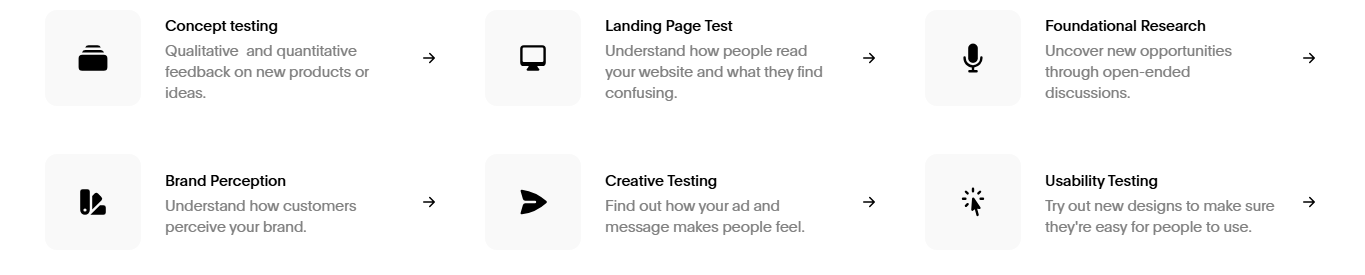 Concept testing
Qualitative  and quantitative
feedback on new products or
ideas.
Landing Page Test
Understand how people read
your website and what they find
confusing.
Foundational Research
Uncover new opportunities
through open-ended
discussions.
Brand Perception
Understand how customers
perceive your brand.
Creative Testing
Find out how your ad and
message makes people feel.
Usability Testing
Try out new designs to make sure
they're easy for people to use.